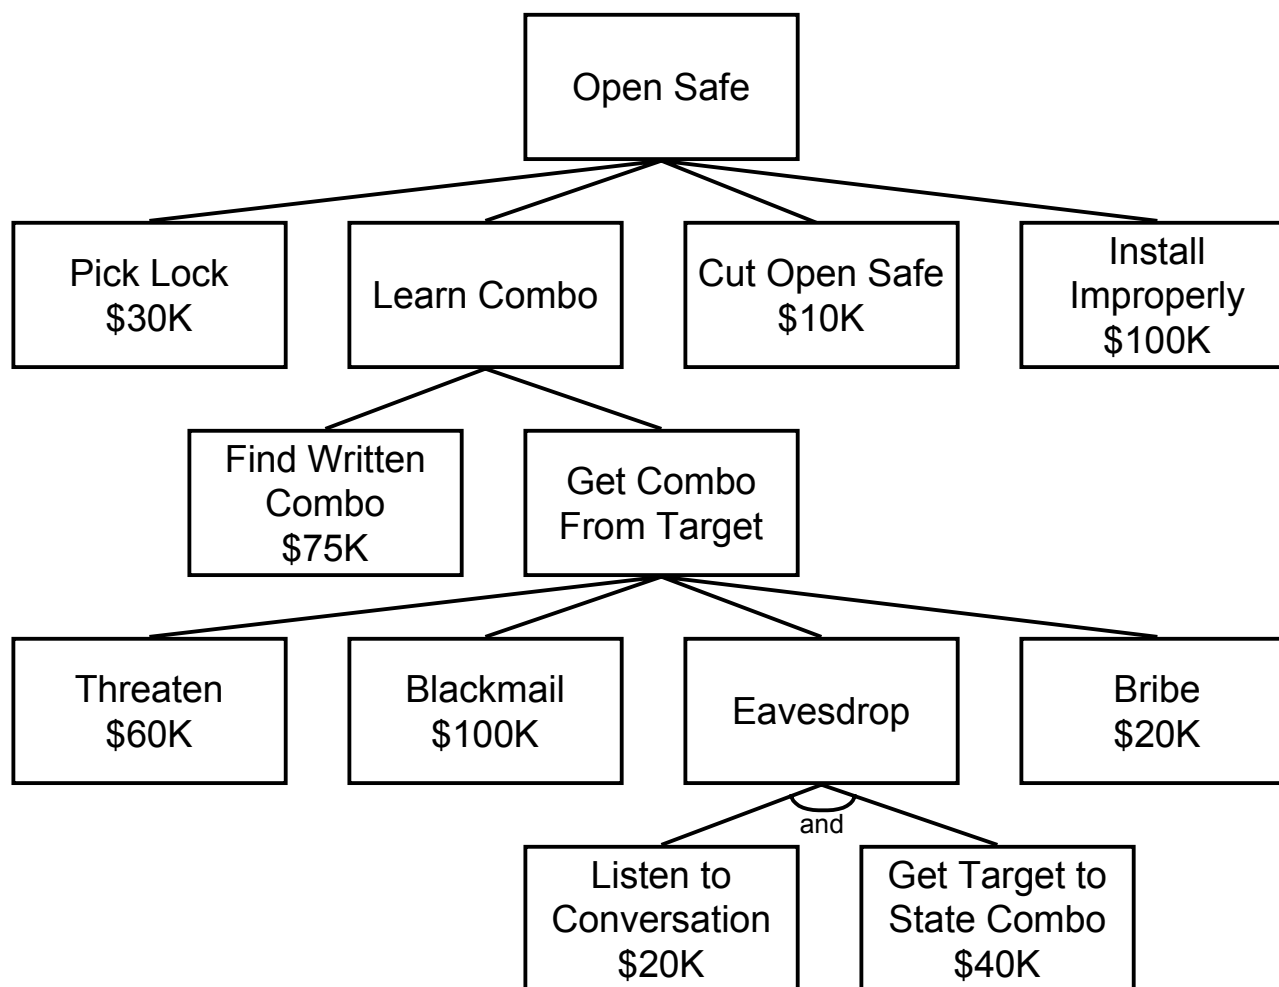 Open Safe
Pick Lock
$30K
Learn Combo
Cut Open Safe
$10K
Install
Improperly
$100K
Find Written
Combo
$75K
Get Combo
From Target
Threaten
$60K
Blackmail
$100K
Eavesdrop
Bribe
$20K
and
Listen to
Conversation
$20K
Get Target to
State Combo
$40K